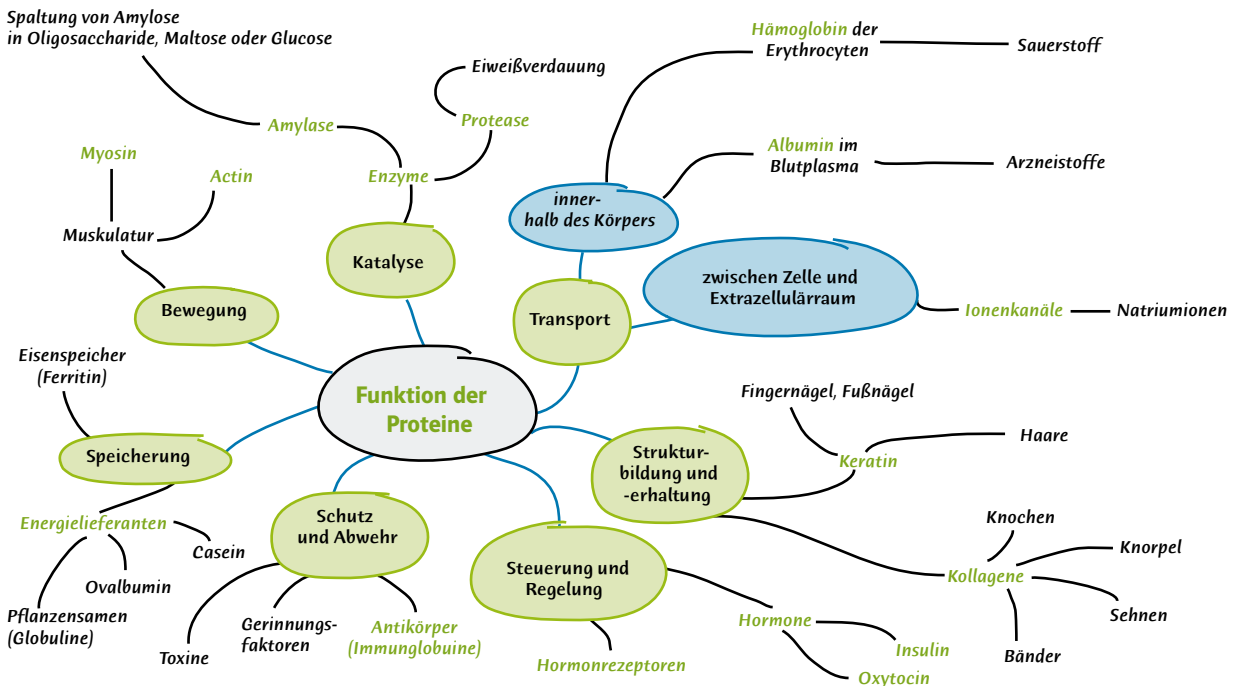 Spaltung von Amylose
in Oligosaccharide, Maltose oder Glucose
Amylase
Eiweißverdauung
Protease
Enzyme
Katalyse
Myosin
Actin
Muskulatur
Bewegung
Hämoglobin der
Erythrocyten
Sauerstoff
Albumin im
Blutplasma
Arzneistoffe
inner-
halb des Körpers
zwischen Zelle und
Extrazellulärraum
Ionenkanäle
Natriumionen
Transport
Funktion der
Proteine
Eisenspeicher
(Ferritin)
Speicherung
Energielieferanten
Casein
Ovalbumin
Pflanzensamen
(Globuline)
Schutz
und Abwehr
Toxine
Gerinnungs-
faktoren
Antikörper
(Immunglobuine)
Steuerung und
Regelung
Hormonrezeptoren
Hormone
Insulin
Oxytocin
Struktur-
bildung und
-erhaltung
Fingernägel, Fußnägel
Haare
Keratin
Kollagene
Knochen
Knorpel
Sehnen
Bänder